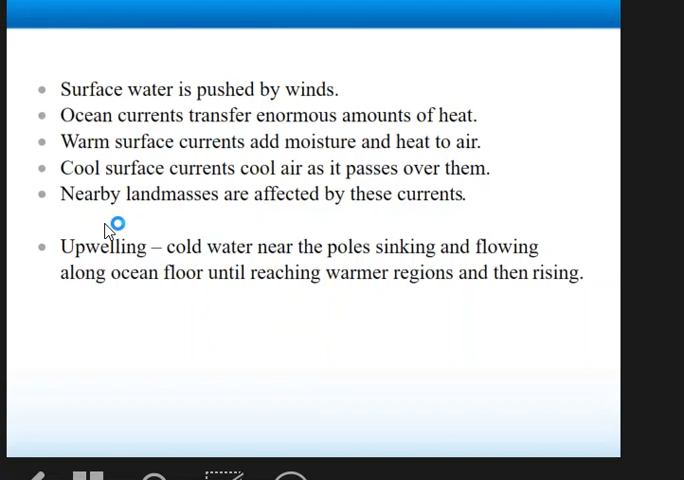 Surface water is pushed by winds.
Ocean currents transfer enormous amounts of heat.
Warm surface currents add moisture and heat to air.
Cool surface currents cool air as it passes over them.
Nearby landmasses are affected by these currents.
Upwelling – cold water near the poles sinking and flowing
along ocean floor until reaching warmer regions and then rising.